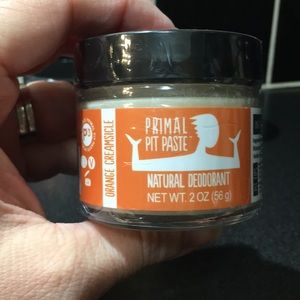 PRIMAL
PIT PASTE
NATURAL DEODORANT
NET WT. 2 OZ (56 g)
ORANGE CREAMSICLE